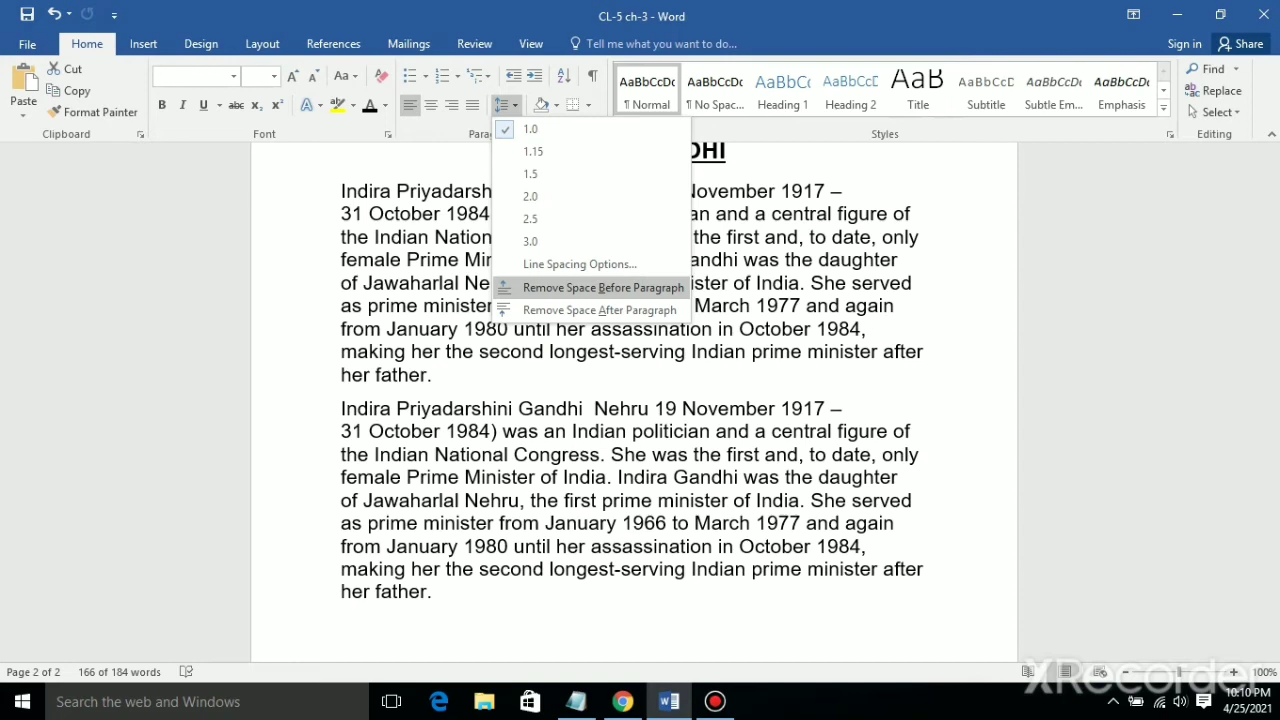 CL-5 ch-3 - Word
File Home Insert Design Layout References Mailings Review View Tell me what you want to do... Sign in Share
Paste
Cut
Copy
Format Painter
Clipboard
Aa
B I U abc X₂ X²
A A
Font
Parag
AaBbCcDc AaBbCcDc AaBbCcD AaBbCcD AaB AaBbCcD AaBbCcDc AaBbCcDc
¶ Normal ¶ No Spac... Heading 1 Heading 2 Title Subtitle Subtle Em... Emphasis
Styles
Find
Replace
Select
Editing
1.0
1.15
1.5
2.0
2.5
3.0
Line Spacing Options...
Remove Space Before Paragraph
Remove Space After Paragraph
DHI
Indira Priyadarshi November 1917 –
31 October 1984 an and a central figure of
the Indian Nation the first and, to date, only
female Prime Min andhi was the daughter
of Jawaharlal Ne ister of India. She served
as prime minister March 1977 and again
from January 1980 until her assassination in October 1984,
making her the second longest-serving Indian prime minister after
her father.
Indira Priyadarshini Gandhi  Nehru 19 November 1917 –
31 October 1984) was an Indian politician and a central figure of
the Indian National Congress. She was the first and, to date, only
female Prime Minister of India. Indira Gandhi was the daughter
of Jawaharlal Nehru, the first prime minister of India. She served
as prime minister from January 1966 to March 1977 and again
from January 1980 until her assassination in October 1984,
making her the second longest-serving Indian prime minister after
her father.
Page 2 of 2 166 of 184 words 100%
XRecorder
Search the web and Windows
10:10 PM
4/25/2021